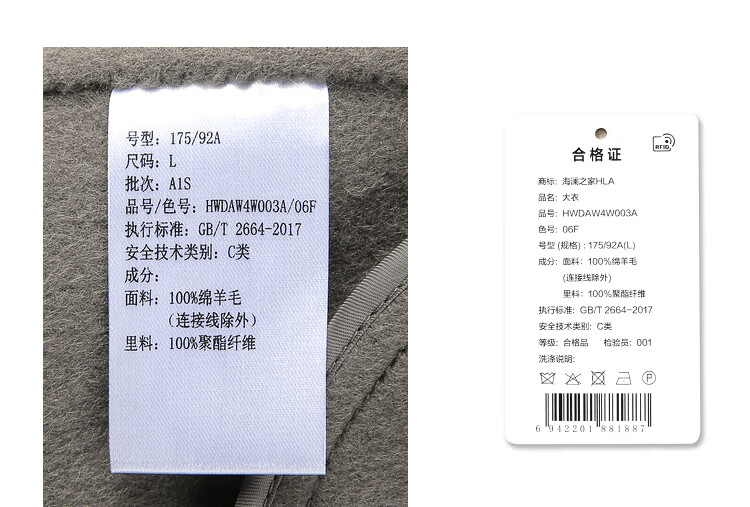 号型：175/92A
尺码：L
批次：A1S
品号/色号：HWDAW4W003A/06F
执行标准：GB/T 2664-2017
安全技术类别：C类
成分：
面料：100%绵羊毛
（连接线除外）
里料：100%聚酯纤维
RFID
合格证
商标：海澜之家HLA
品名：大衣
品号：HWDAW4W003A
色号：06F
号型 (规格)：175/92A(L)
成分：面料：100%绵羊毛
(连接线除外)
里料：100%聚酯纤维
执行标准：GB/T 2664-2017
安全技术类别：C类
等级：合格品 检验员：001
洗涤说明：
P
6 942201 881887